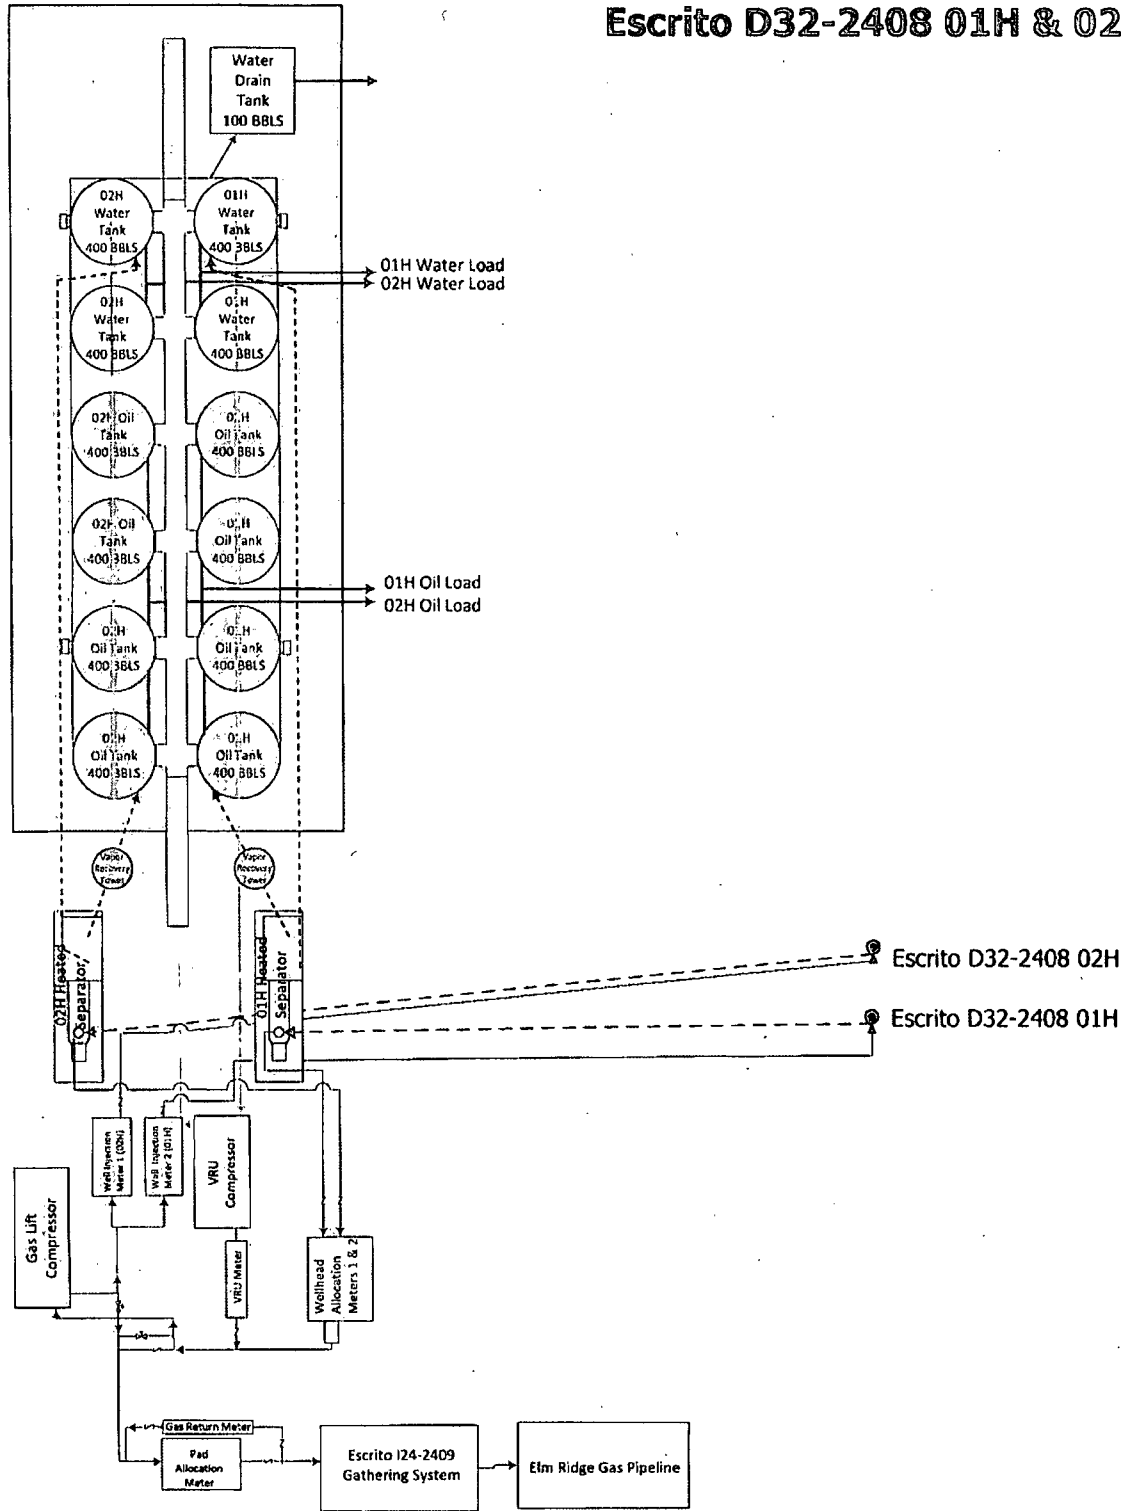 Escrito D32-2408 01H & 02
Water
Drain
Tank
100 BBLS
02H
Water
Tank
400 BBLS
01H
Water
Tank
400 BBLS
01H Water Load
02H Water Load
02H
Water
Tank
400 BBLS
01H
Water
Tank
400 BBLS
02H Oil
Tank
400 BBLS
01H
Oil Tank
400 BBLS
02H Oil
Tank
400 BBLS
01H
Oil Tank
400 BBLS
01H Oil Load
02H Oil Load
02H
Oil Tank
400 BBLS
01H
Oil Tank
400 BBLS
02H
Oil Tank
400 BBLS
01H
Oil Tank
400 BBLS
Vapor
Recovery
Tower
Vapor
Recovery
Tower
02H Heated
Separator
01H Heated
Separator
Escrito D32-2408 02H
Escrito D32-2408 01H
Well Injection
Meter 1 (02H)
Well Injection
Meter 2 (01H)
VRU
Compressor
Gas Lift
Compressor
VRU Meter
Wellhead
Allocation
Meters 1 & 2
Gas Return Meter
Pad
Allocation
Meter
Escrito I24-2409
Gathering System
Elm Ridge Gas Pipeline